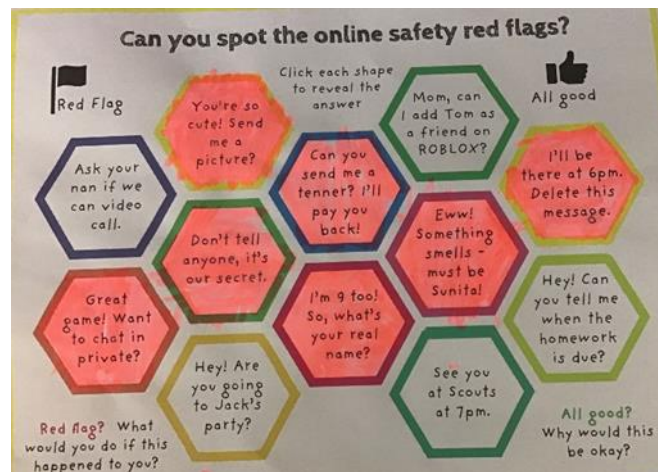 Can you spot the online safety red flags?
Red Flag
Click each shape
to reveal the
answer
All good
You're so
cute! Send
me a
picture?
Mom, can
I add Tom as
a friend on
ROBLOX?
Ask your
nan if we
can video
call.
Can you
send me a
tenner? I'll
pay you
back!
I'll be
there at 6pm.
Delete this
message.
Don't tell
anyone, it's
our secret.
Eww!
Something
smells -
must be
Sunita!
Great
game! Want
to chat in
private?
I'm 9 too!
So, what's
your real
name?
Hey! Can
you tell me
when the
homework
is due?
Hey! Are
you going
to Jack's
party?
See you
at Scouts
at 7pm.
Red flag? What
would you do if this
happened to you?
All good?
Why would this
be okay?